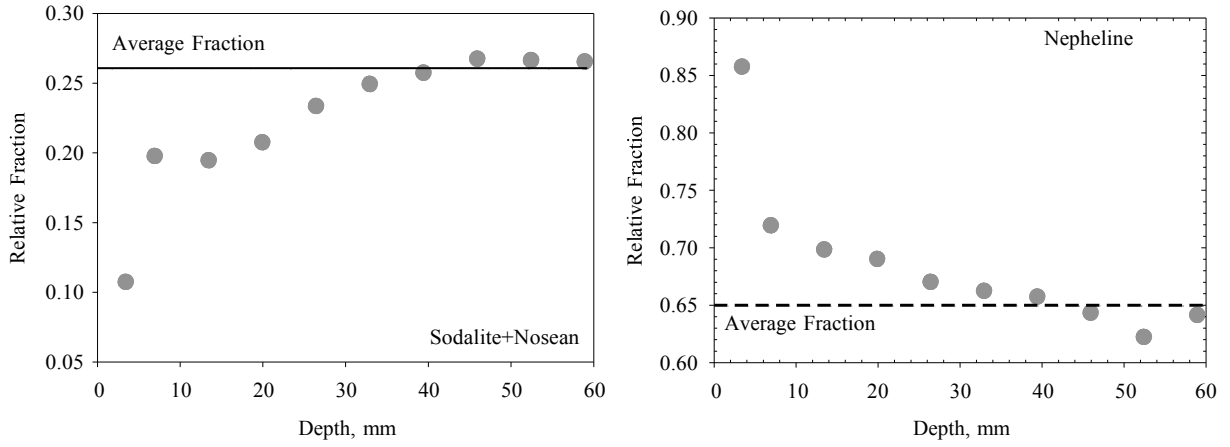 0.30
0.25
0.20
0.15
0.10
0.05
Relative Fraction
Average Fraction
Sodalite+Nosean
0 10 20 30 40 50 60
Depth, mm
0.90
0.85
0.80
0.75
0.70
0.65
0.60
Relative Fraction
Nepheline
Average Fraction
0 10 20 30 40 50 60
Depth, mm